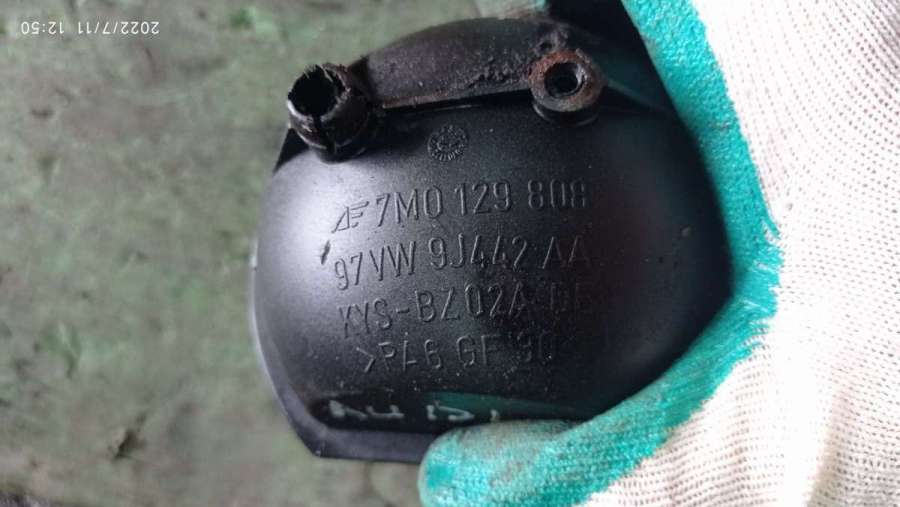 2022/7/11 12:50
7M0 129 808
97VW 9J442 AA
KYS-BZ02A DE
>PA6 GF 30<